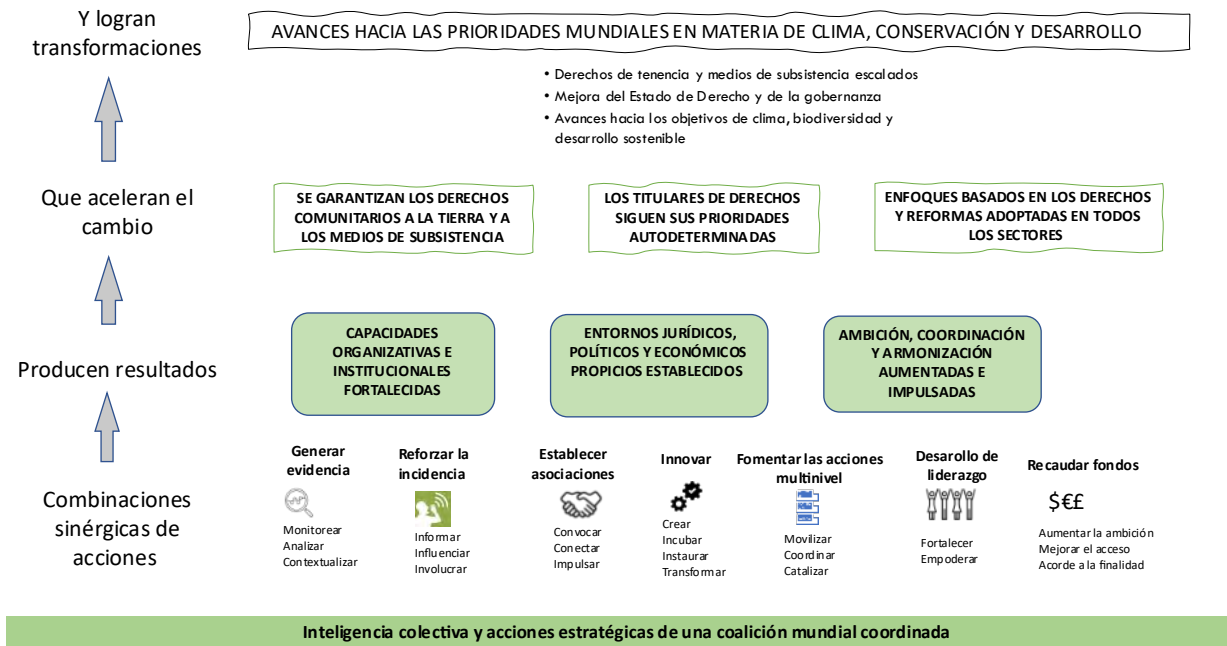 Y logran
transformaciones
AVANCES HACIA LAS PRIORIDADES MUNDIALES EN MATERIA DE CLIMA, CONSERVACIÓN Y DESARROLLO
• Derechos de tenencia y medios de subsistencia escalados
• Mejora del Estado de Derecho y de la gobernanza
• Avances hacia los objetivos de clima, biodiversidad y
desarrollo sostenible
Que aceleran el
cambio
SE GARANTIZAN LOS DERECHOS
COMUNITARIOS A LA TIERRA Y A
LOS MEDIOS DE SUBSISTENCIA
LOS TITULARES DE DERECHOS
SIGUEN SUS PRIORIDADES
AUTODETERMINADAS
ENFOQUES BASADOS EN LOS DERECHOS
Y REFORMAS ADOPTADAS EN TODOS
LOS SECTORES
Producen resultados
CAPACIDADES
ORGANIZATIVAS E
INSTITUCIONALES
FORTALECIDAS
ENTORNOS JURÍDICOS,
POLÍTICOS Y ECONÓMICOS
PROPICIOS ESTABLECIDOS
AMBICIÓN, COORDINACIÓN
Y ARMONIZACIÓN
AUMENTADAS E
IMPULSADAS
Combinaciones
sinérgicas de
acciones
Generar
evidencia
Monitorear
Analizar
Contextualizar
Reforzar la
incidencia
Informar
Influenciar
Involucrar
Establecer
asociaciones
Convocar
Conectar
Impulsar
Innovar
Crear
Incubar
Instaurar
Transformar
Fomentar las acciones
multinivel
Movilizar
Coordinar
Catalizar
Desarollo de
liderazgo
Fortalecer
Empoderar
Recaudar fondos
$€£
Aumentar la ambición
Mejorar el acceso
Acorde a la finalidad
Inteligencia colectiva y acciones estratégicas de una coalición mundial coordinada